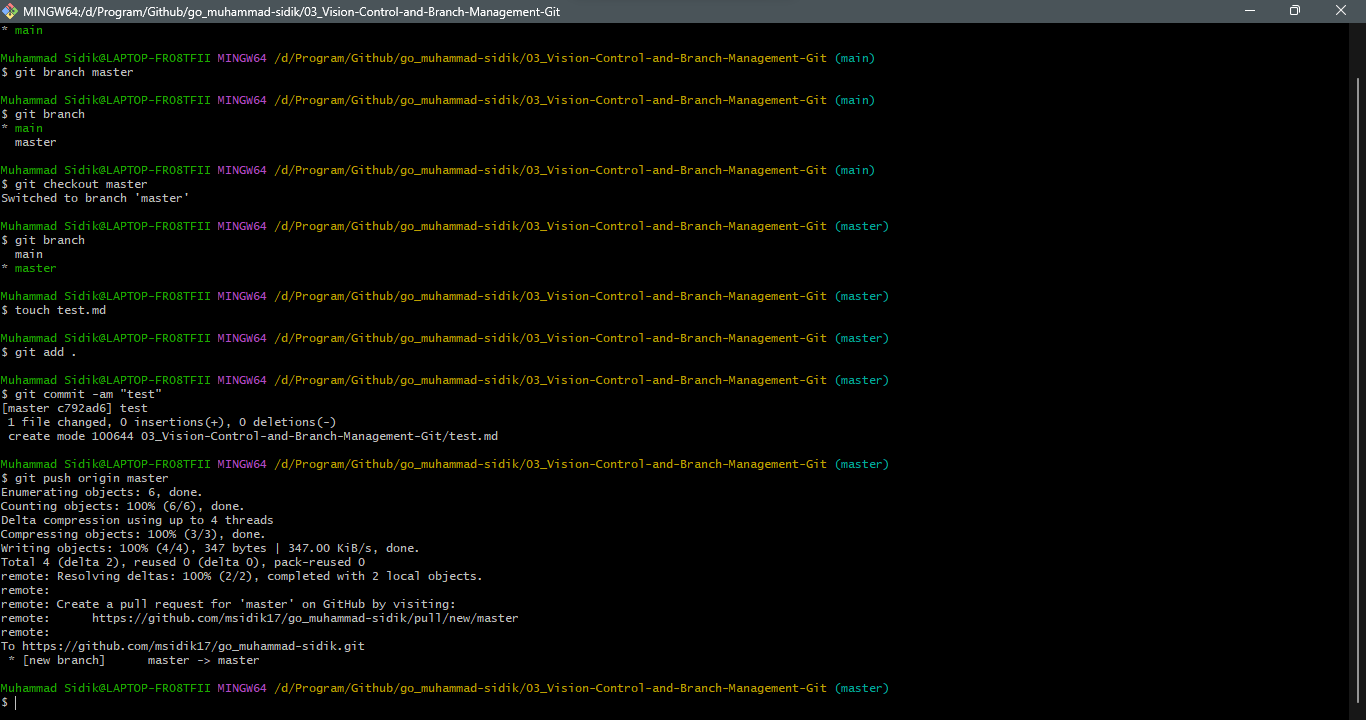 MINGW64:/d/Program/Github/go_muhammad-sidik/03_Vision-Control-and-Branch-Management-Git
* main
Muhammad Sidik@LAPTOP-FRO8TFII MINGW64 /d/Program/Github/go_muhammad-sidik/03_Vision-Control-and-Branch-Management-Git (main)
$ git branch master
Muhammad Sidik@LAPTOP-FRO8TFII MINGW64 /d/Program/Github/go_muhammad-sidik/03_Vision-Control-and-Branch-Management-Git (main)
$ git branch
* main
  master
Muhammad Sidik@LAPTOP-FRO8TFII MINGW64 /d/Program/Github/go_muhammad-sidik/03_Vision-Control-and-Branch-Management-Git (main)
$ git checkout master
Switched to branch 'master'
Muhammad Sidik@LAPTOP-FRO8TFII MINGW64 /d/Program/Github/go_muhammad-sidik/03_Vision-Control-and-Branch-Management-Git (master)
$ git branch
  main
* master
Muhammad Sidik@LAPTOP-FRO8TFII MINGW64 /d/Program/Github/go_muhammad-sidik/03_Vision-Control-and-Branch-Management-Git (master)
$ touch test.md
Muhammad Sidik@LAPTOP-FRO8TFII MINGW64 /d/Program/Github/go_muhammad-sidik/03_Vision-Control-and-Branch-Management-Git (master)
$ git add .
Muhammad Sidik@LAPTOP-FRO8TFII MINGW64 /d/Program/Github/go_muhammad-sidik/03_Vision-Control-and-Branch-Management-Git (master)
$ git commit -am "test"
[master c792ad6] test
 1 file changed, 0 insertions(+), 0 deletions(-)
 create mode 100644 03_Vision-Control-and-Branch-Management-Git/test.md
Muhammad Sidik@LAPTOP-FRO8TFII MINGW64 /d/Program/Github/go_muhammad-sidik/03_Vision-Control-and-Branch-Management-Git (master)
$ git push origin master
Enumerating objects: 6, done.
Counting objects: 100% (6/6), done.
Delta compression using up to 4 threads
Compressing objects: 100% (3/3), done.
Writing objects: 100% (4/4), 347 bytes | 347.00 KiB/s, done.
Total 4 (delta 2), reused 0 (delta 0), pack-reused 0
remote: Resolving deltas: 100% (2/2), completed with 2 local objects.
remote:
remote: Create a pull request for 'master' on GitHub by visiting:
remote:      https://github.com/msidik17/go_muhammad-sidik/pull/new/master
remote:
To https://github.com/msidik17/go_muhammad-sidik.git
 * [new branch]      master -> master
Muhammad Sidik@LAPTOP-FRO8TFII MINGW64 /d/Program/Github/go_muhammad-sidik/03_Vision-Control-and-Branch-Management-Git (master)
$